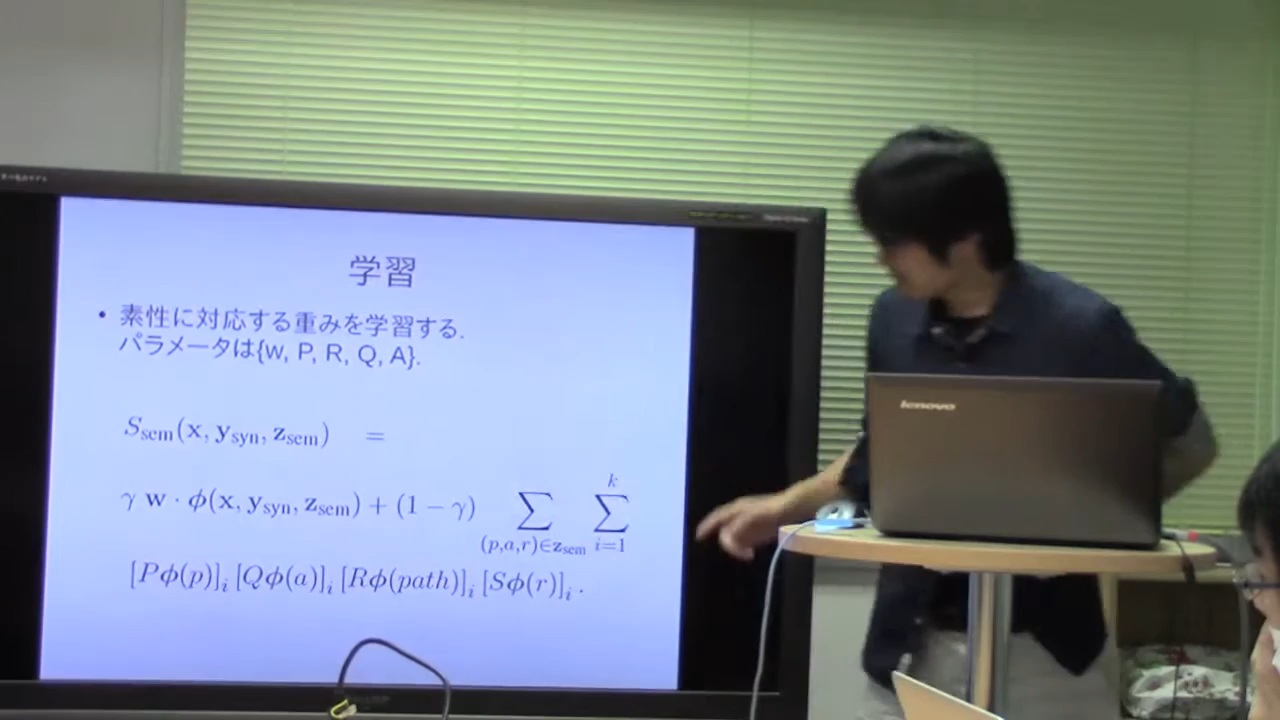 学習
• 素性に対応する重みを学習する.
パラメータは{w, P, R, Q, A}.
S_sem(x, y_syn, z_sem) =
γ w · ϕ(x, y_syn, z_sem) + (1 − γ) ∑_{(p,a,r)∈z_sem} ∑_{i=1}^{k}
[Pϕ(p)]_i [Qϕ(a)]_i [Rϕ(path)]_i [Sϕ(r)]_i .
lenovo